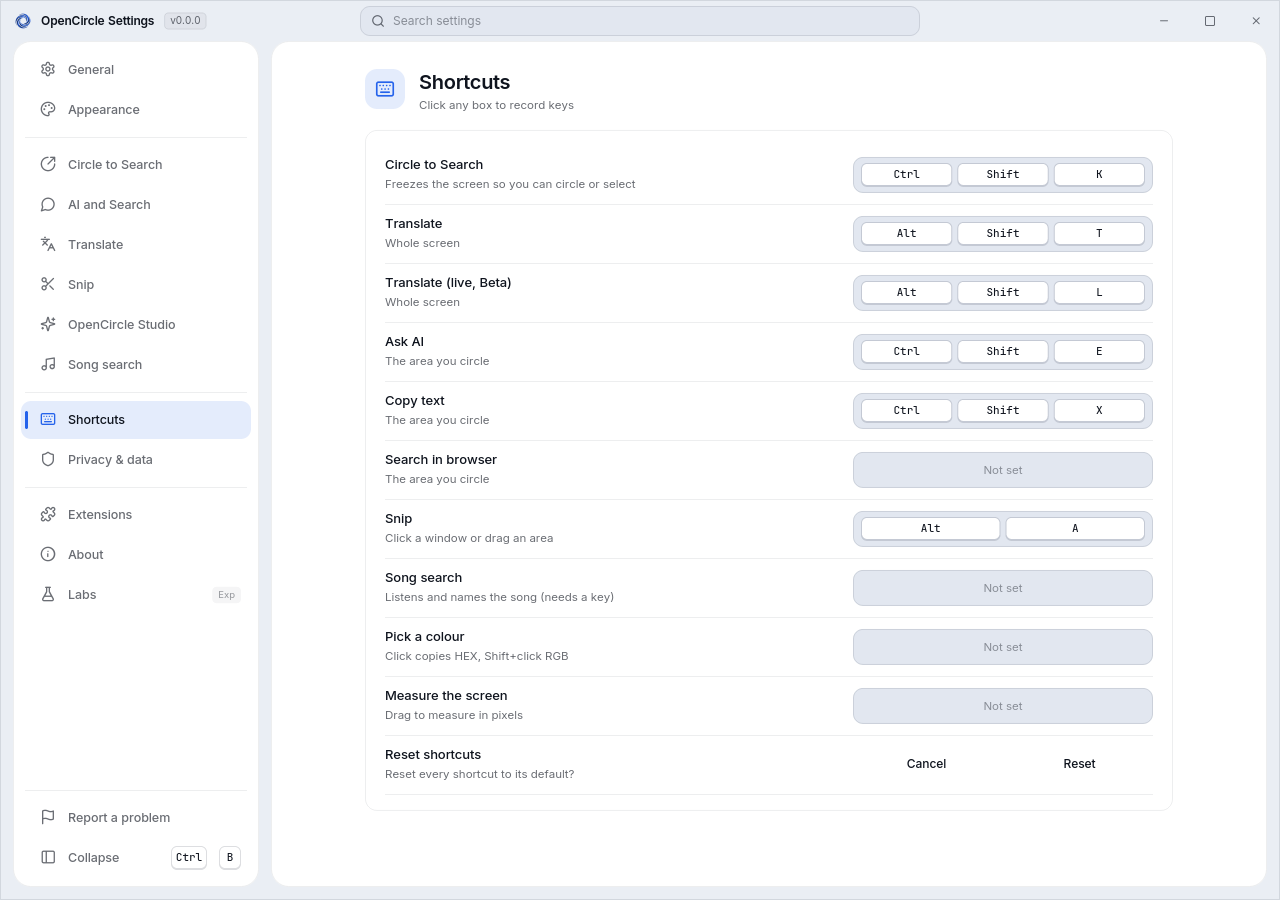 OpenCircle Settings v0.0.0
Search settings
General
Appearance
Circle to Search
AI and Search
Translate
Snip
OpenCircle Studio
Song search
Shortcuts
Privacy & data
Extensions
About
Labs Exp
Report a problem
Collapse Ctrl B
Shortcuts
Click any box to record keys
Circle to Search
Freezes the screen so you can circle or select
Ctrl Shift K
Translate
Whole screen
Alt Shift T
Translate (live, Beta)
Whole screen
Alt Shift L
Ask AI
The area you circle
Ctrl Shift E
Copy text
The area you circle
Ctrl Shift X
Search in browser
The area you circle
Not set
Snip
Click a window or drag an area
Alt A
Song search
Listens and names the song (needs a key)
Not set
Pick a colour
Click copies HEX, Shift+click RGB
Not set
Measure the screen
Drag to measure in pixels
Not set
Reset shortcuts
Reset every shortcut to its default?
Cancel Reset